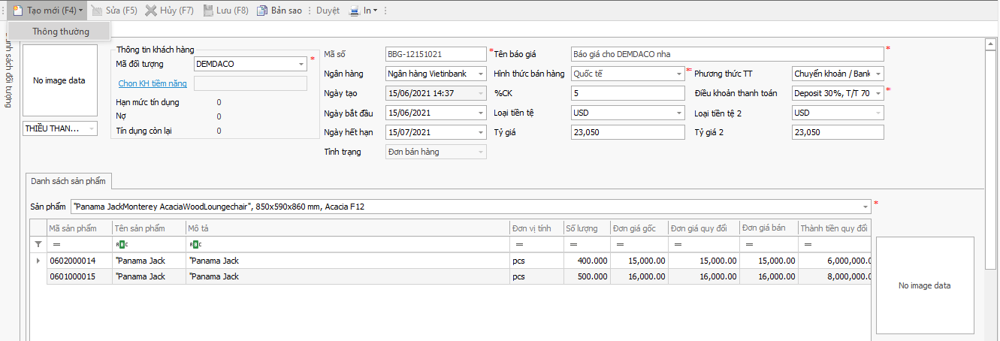 Tạo mới (F4) Sửa (F5) Hủy (F7) Lưu (F8) Bản sao Duyệt In
Thông thường
Danh sách đối tượng
No image data
THIỀU THAN...
Thông tin khách hàng
Mã đối tượng DEMDACO *
Chọn KH tiềm năng
Hạn mức tín dụng 0
Nợ 0
Tín dụng còn lại 0
Mã số BBG-12151021 * Tên báo giá Báo giá cho DEMDACO nha *
Ngân hàng Ngân hàng Vietinbank Hình thức bán hàng Quốc tế * Phương thức TT Chuyển khoản / Bank
Ngày tạo 15/06/2021 14:37 %CK 5 Điều khoản thanh toán Deposit 30%, T/T 70 *
Ngày bắt đầu 15/06/2021 Loại tiền tệ USD Loại tiền tệ 2 USD
Ngày hết hạn 15/07/2021 Tỷ giá 23,050 Tỷ giá 2 23,050
Tình trạng Đơn bán hàng
Danh sách sản phẩm
Sản phẩm "Panama JackMonterey AcaciaWoodLoungechair", 850x590x860 mm, Acacia F12 *
Mã sản phẩm Tên sản phẩm Mô tả Đơn vị tính Số lượng Đơn giá gốc Đơn giá quy đổi Đơn giá bán Thành tiền quy đổi
= ABC ABC = = = = = =
0602000014 "Panama Jack "Panama Jack pcs 400.000 15,000.00 15,000.00 15,000.00 6,000,000.0
0601000015 "Panama Jack "Panama Jack pcs 500.000 16,000.00 16,000.00 16,000.00 8,000,000.0
No image data